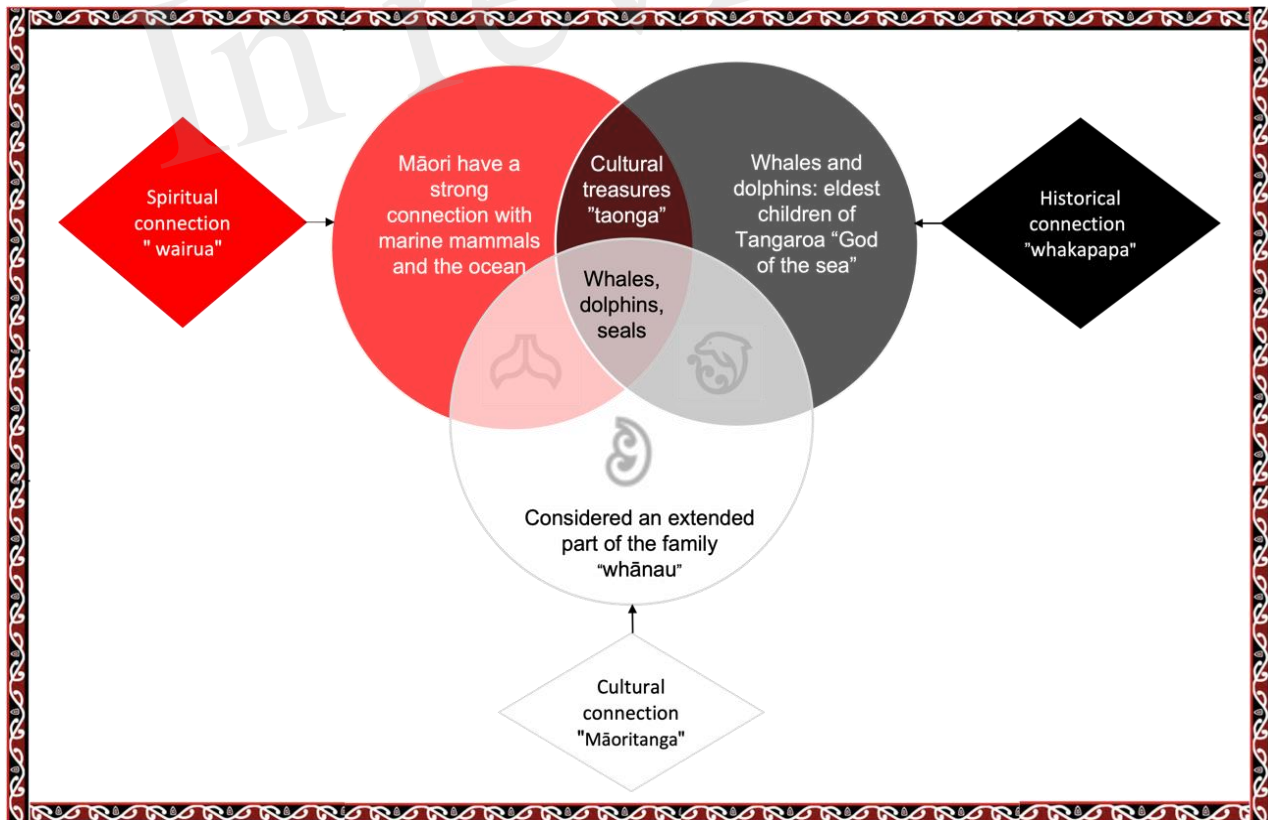 In rev
Spiritual
connection
" wairua"
Māori have a
strong
connection with
marine mammals
and the ocean
Cultural
treasures
"taonga"
Whales and
dolphins: eldest
children of
Tangaroa “God
of the sea”
Historical
connection
"whakapapa"
Whales,
dolphins,
seals
Considered an extended
part of the family
“whānau”
Cultural
connection
"Māoritanga"